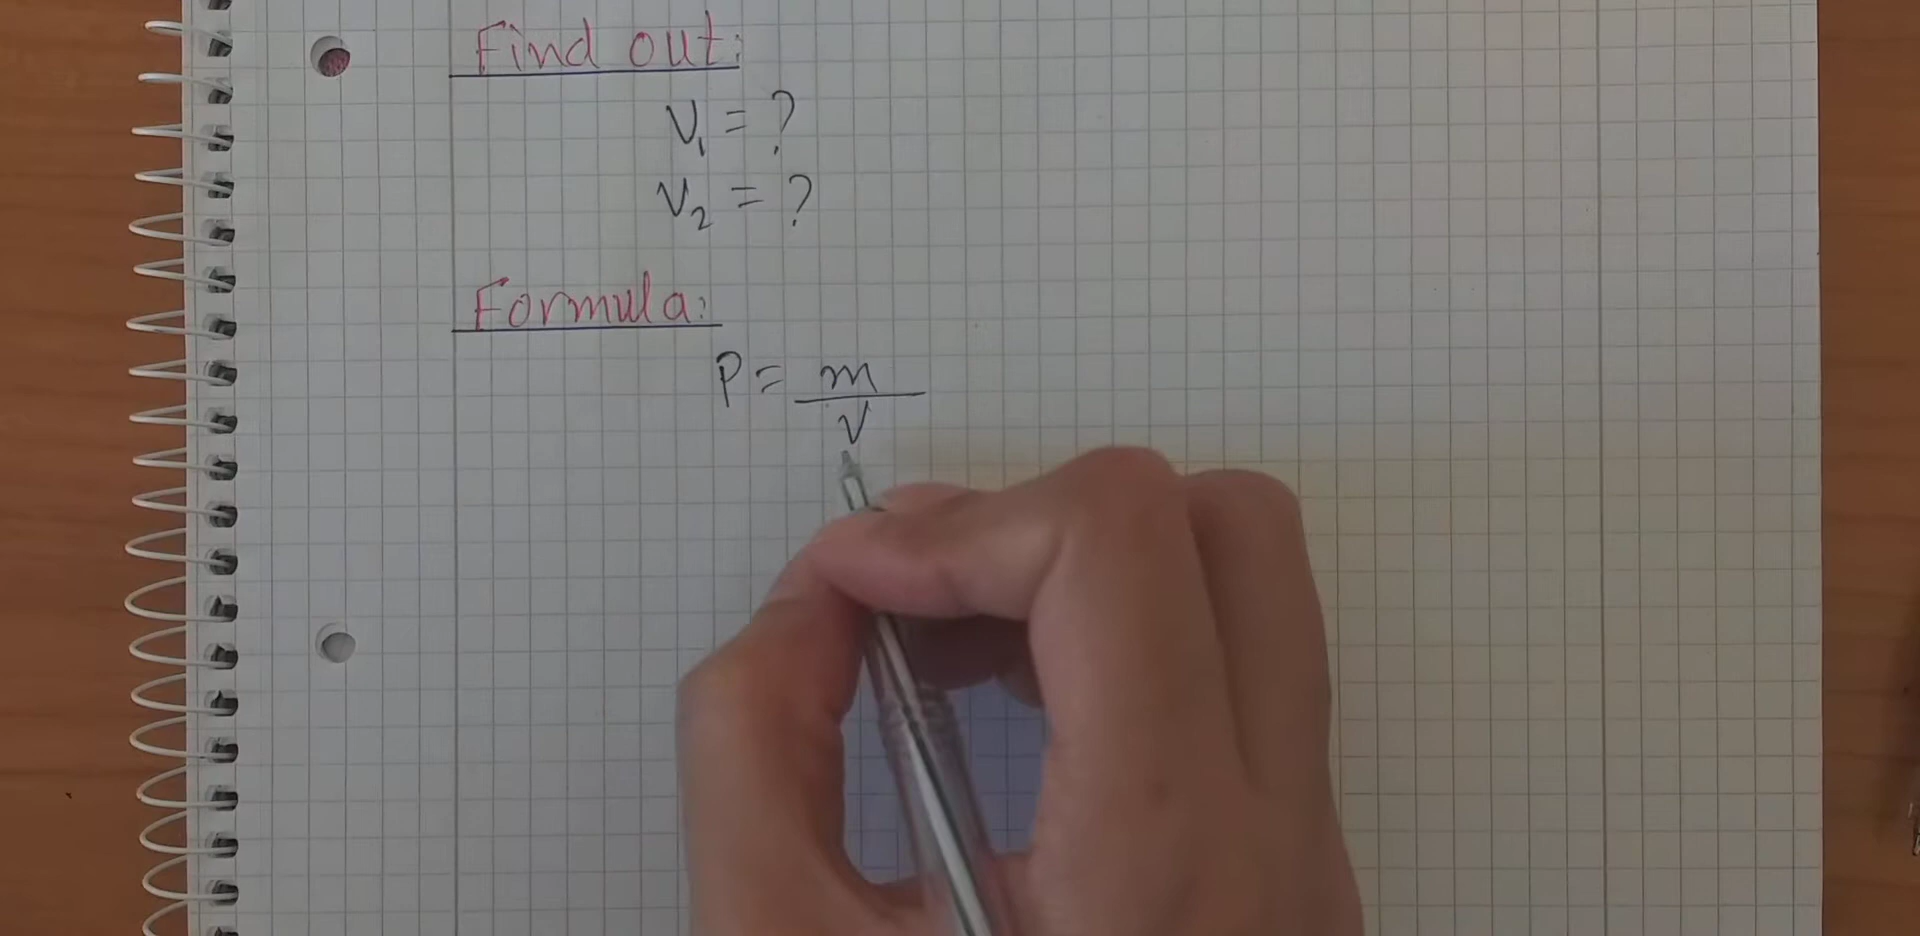 Find out:
V₁ = ?
V₂ = ?
Formula:
P = m
V